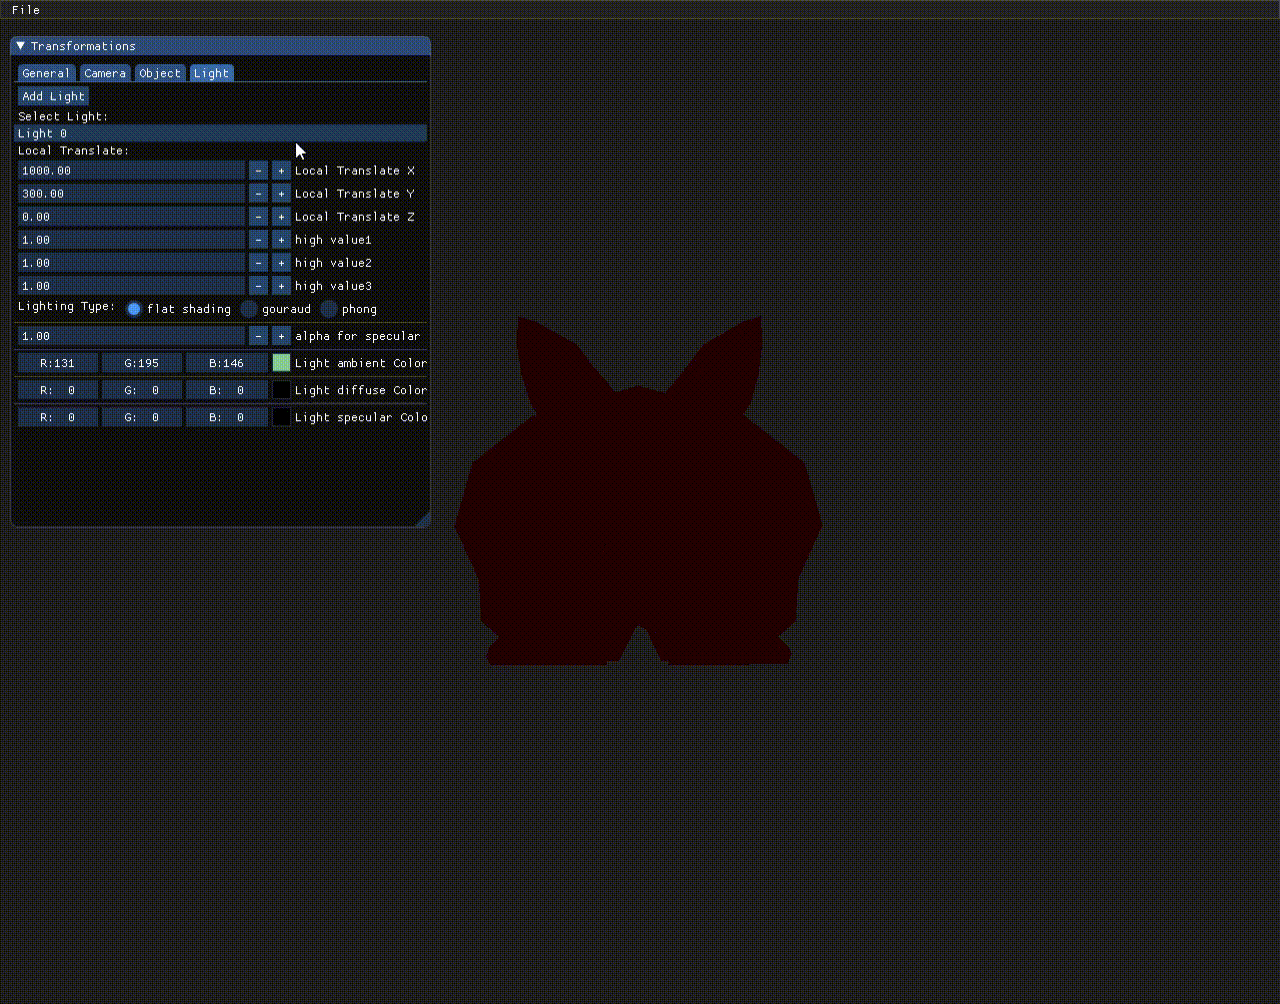 File
▼ Transformations
General Camera Object Light
Add Light
Select Light:
Light 0
Local Translate:
1000.00 - + Local Translate X
300.00 - + Local Translate Y
0.00 - + Local Translate Z
1.00 - + high value1
1.00 - + high value2
1.00 - + high value3
Lighting Type: flat shading gouraud phong
1.00 - + alpha for specular
R:131 G:195 B:146 Light ambient Color
R: 0 G: 0 B: 0 Light diffuse Color
R: 0 G: 0 B: 0 Light specular Colo